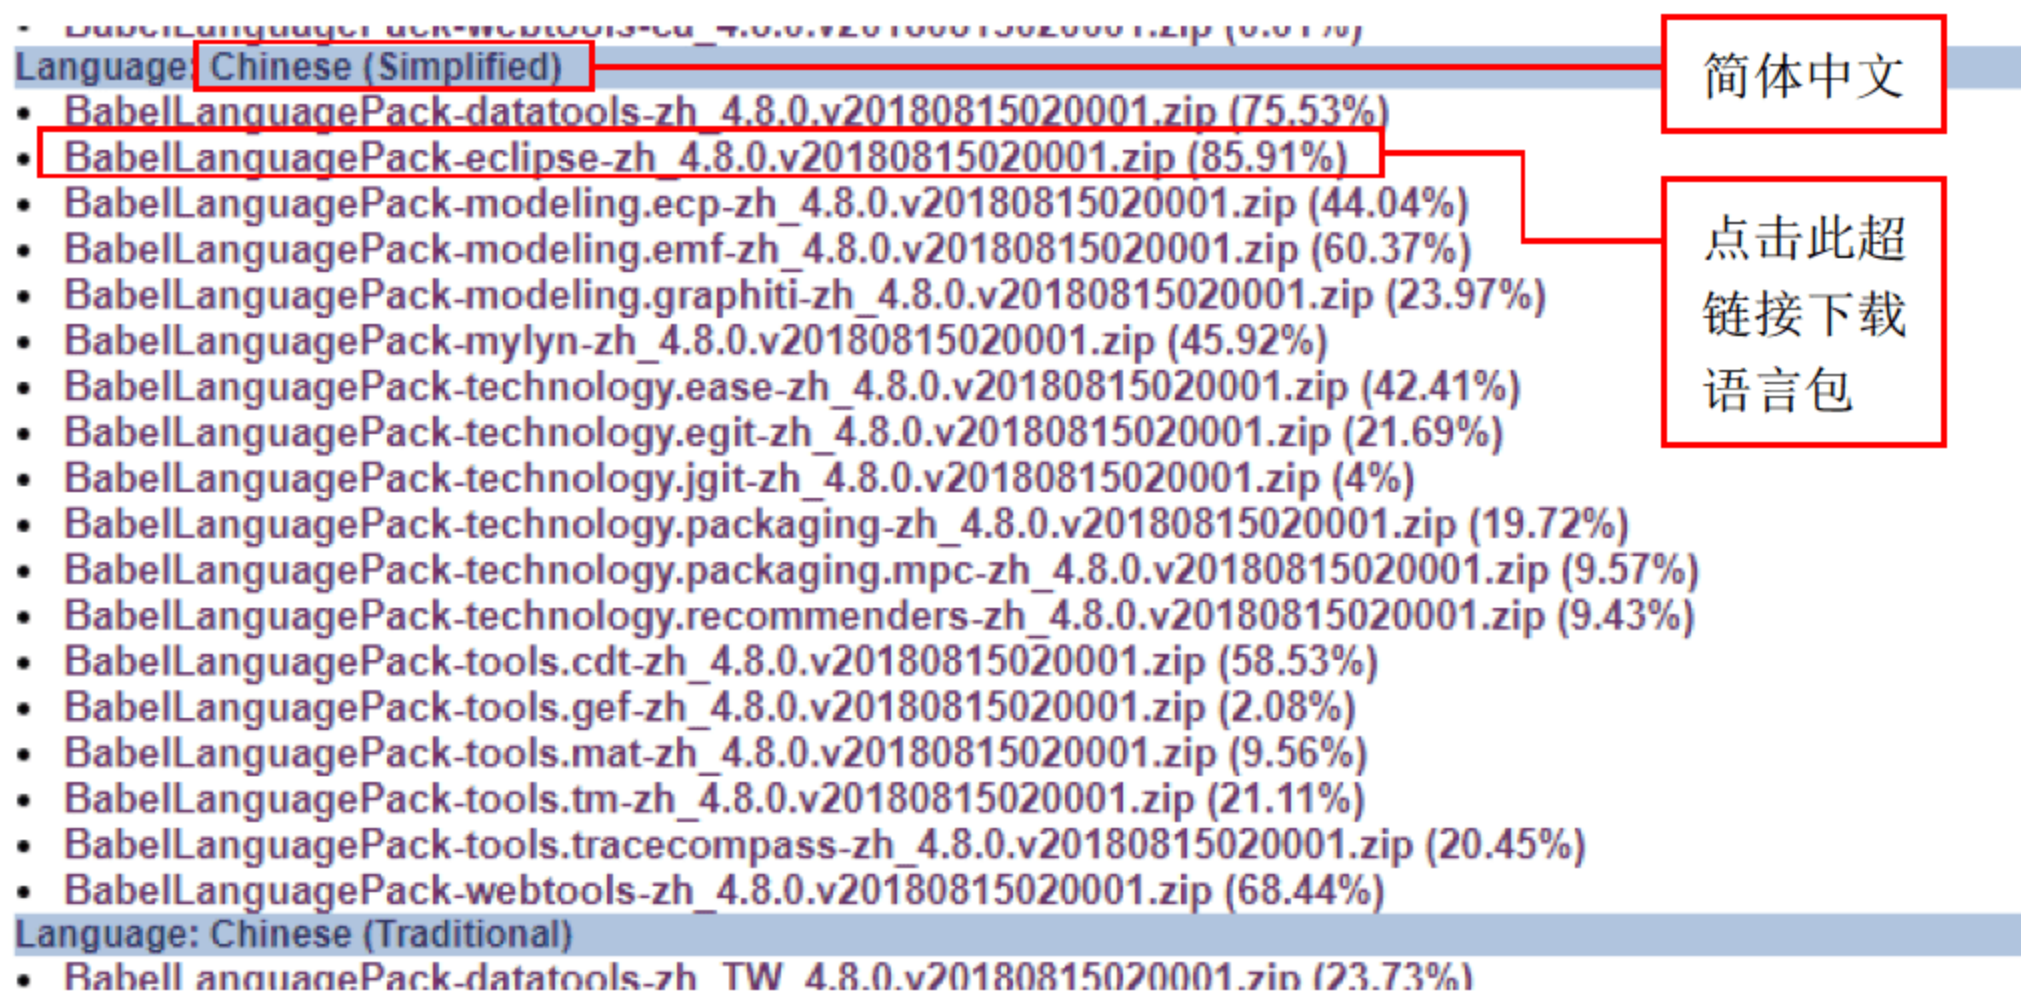 BabelLanguagePack-webtools-ca_4.8.0.v20180815020001.zip
Language: Chinese (Simplified)
简体中文
BabelLanguagePack-datatools-zh_4.8.0.v20180815020001.zip (75.53%)
BabelLanguagePack-eclipse-zh_4.8.0.v20180815020001.zip (85.91%)
点击此超
链接下载
语言包
BabelLanguagePack-modeling.ecp-zh_4.8.0.v20180815020001.zip (44.04%)
BabelLanguagePack-modeling.emf-zh_4.8.0.v20180815020001.zip (60.37%)
BabelLanguagePack-modeling.graphiti-zh_4.8.0.v20180815020001.zip (23.97%)
BabelLanguagePack-mylyn-zh_4.8.0.v20180815020001.zip (45.92%)
BabelLanguagePack-technology.ease-zh_4.8.0.v20180815020001.zip (42.41%)
BabelLanguagePack-technology.egit-zh_4.8.0.v20180815020001.zip (21.69%)
BabelLanguagePack-technology.jgit-zh_4.8.0.v20180815020001.zip (4%)
BabelLanguagePack-technology.packaging-zh_4.8.0.v20180815020001.zip (19.72%)
BabelLanguagePack-technology.packaging.mpc-zh_4.8.0.v20180815020001.zip (9.57%)
BabelLanguagePack-technology.recommenders-zh_4.8.0.v20180815020001.zip (9.43%)
BabelLanguagePack-tools.cdt-zh_4.8.0.v20180815020001.zip (58.53%)
BabelLanguagePack-tools.gef-zh_4.8.0.v20180815020001.zip (2.08%)
BabelLanguagePack-tools.mat-zh_4.8.0.v20180815020001.zip (9.56%)
BabelLanguagePack-tools.tm-zh_4.8.0.v20180815020001.zip (21.11%)
BabelLanguagePack-tools.tracecompass-zh_4.8.0.v20180815020001.zip (20.45%)
BabelLanguagePack-webtools-zh_4.8.0.v20180815020001.zip (68.44%)
Language: Chinese (Traditional)
BabelLanguagePack-datatools-zh_TW_4.8.0.v20180815020001.zip (23.73%)